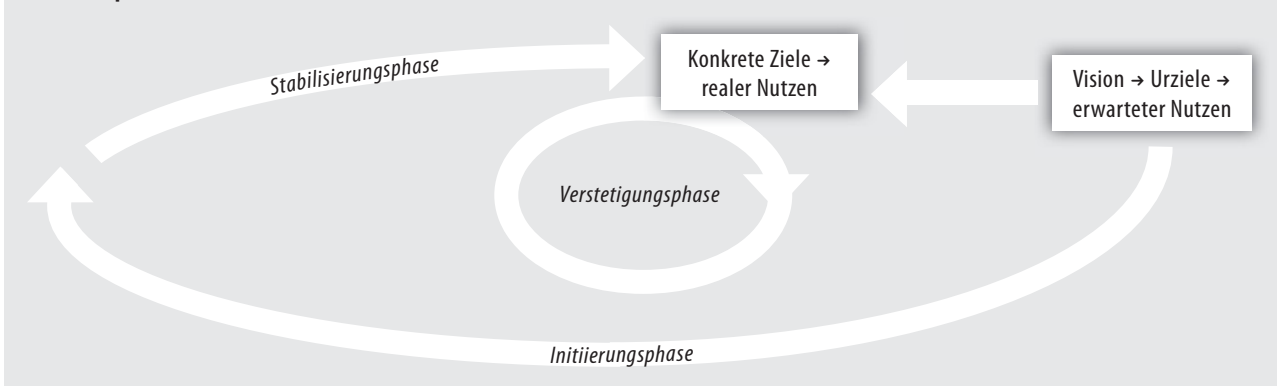 Stabilisierungsphase
Konkrete Ziele →
realer Nutzen
Vision → Urziele →
erwarteter Nutzen
Verstetigungsphase
Initiierungsphase